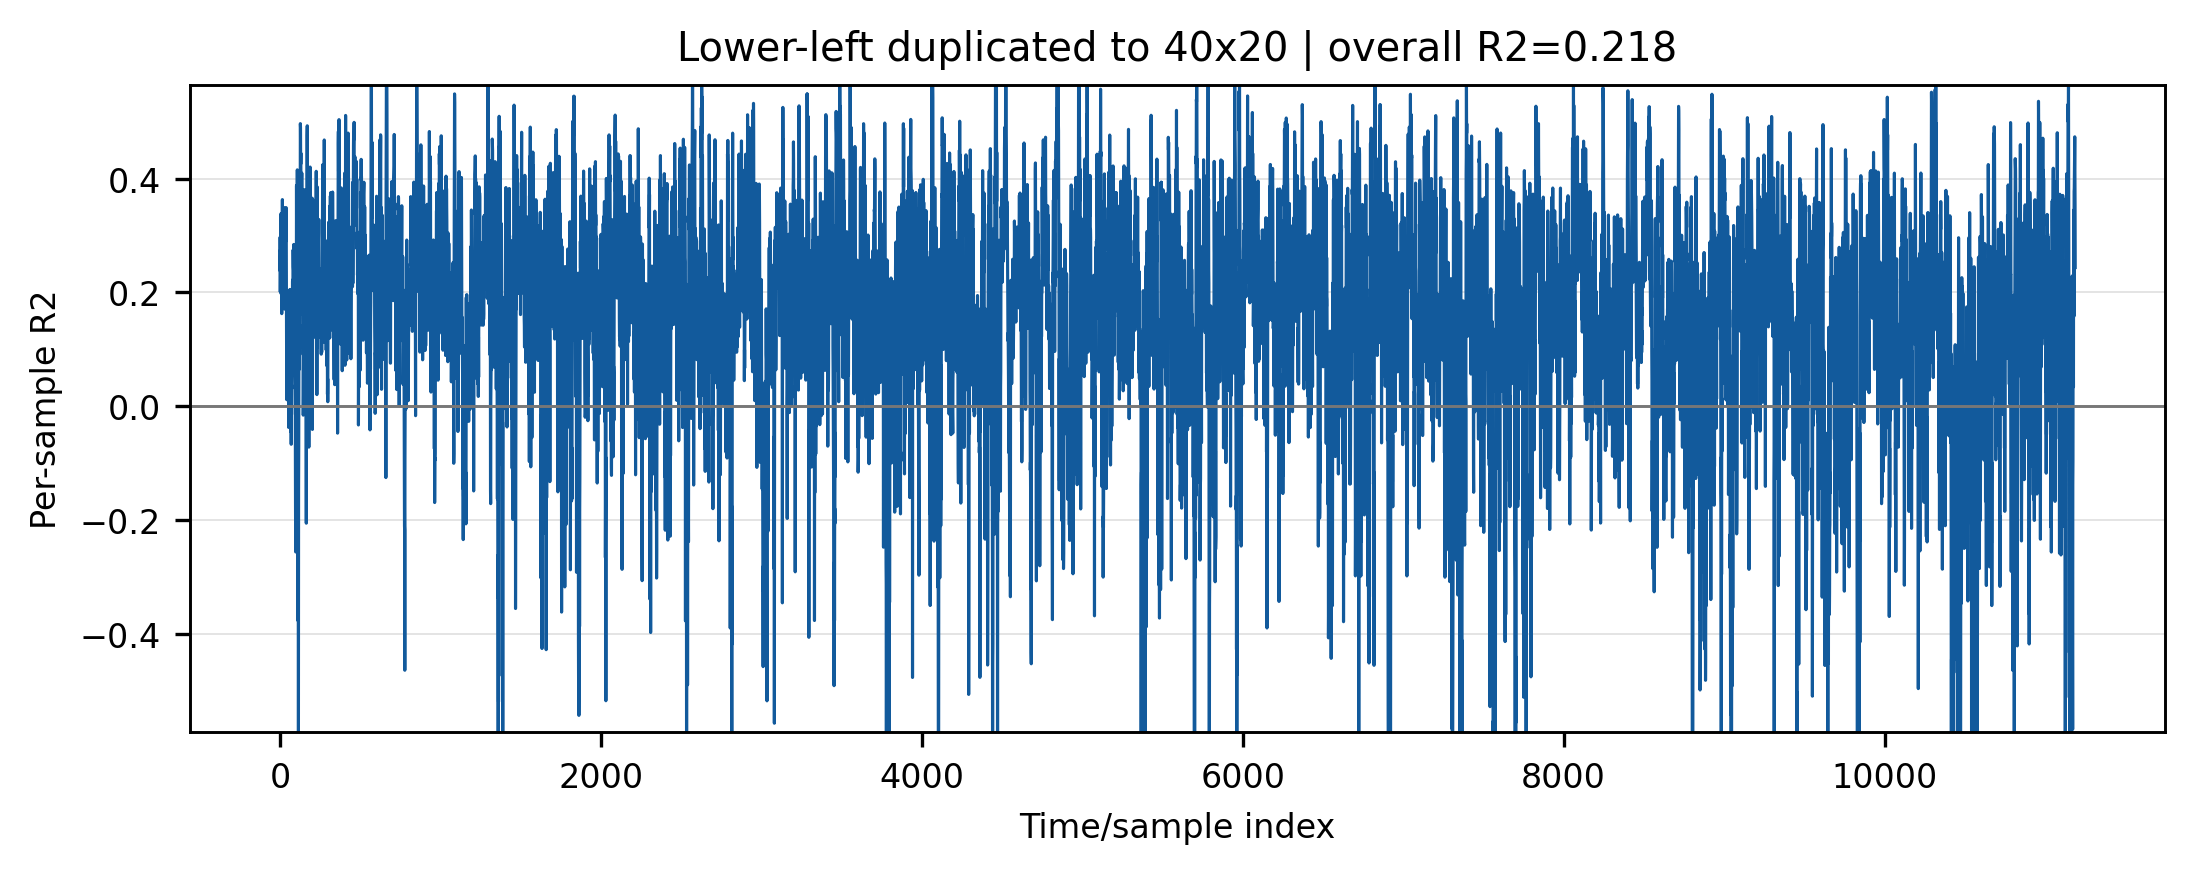 Lower-left duplicated to 40x20 | overall R2=0.218
Per-sample R2
0.4
0.2
0.0
−0.2
−0.4
0 2000 4000 6000 8000 10000
Time/sample index